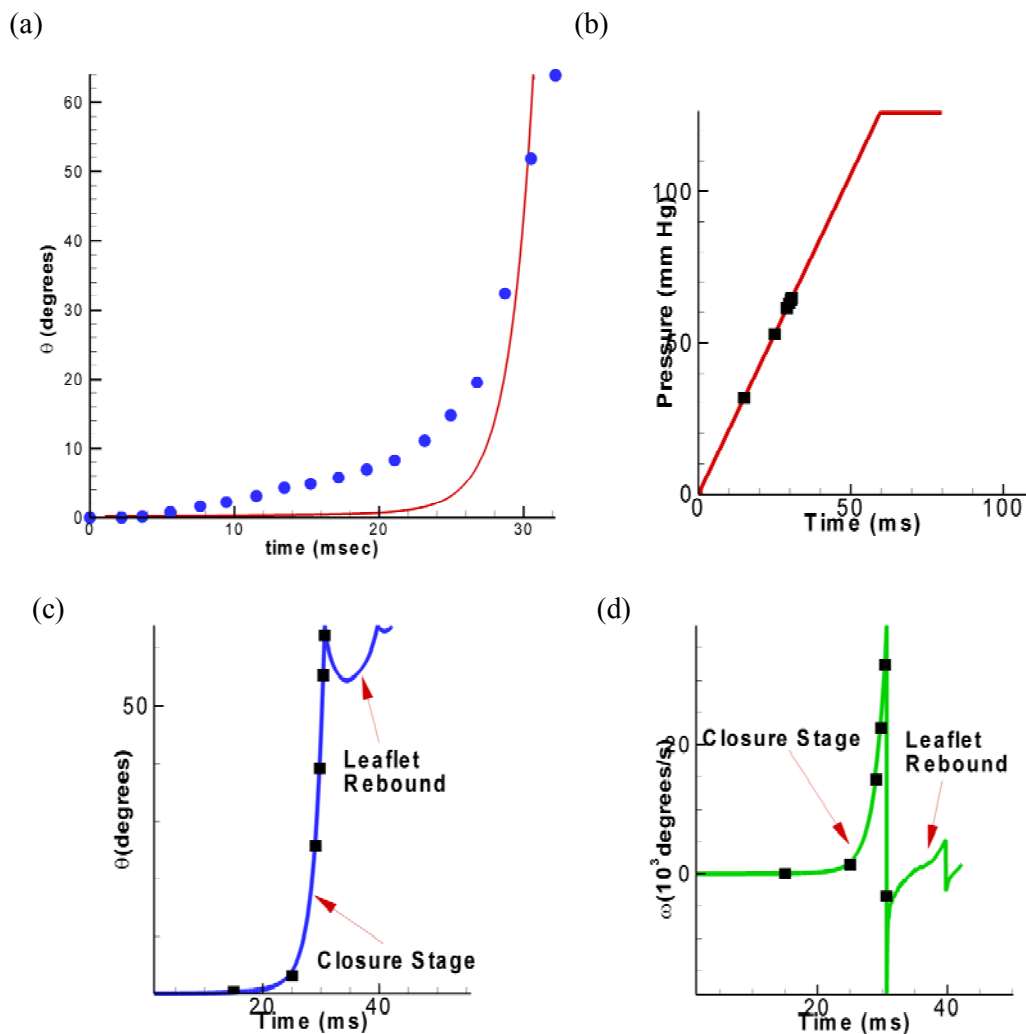 (a)
60
50
40
30
20
10
0
θ (degrees)
0
10
20
30
time (msec)
(b)
100
50
0
Pressure (mm Hg)
50
100
Time (ms)
(c)
50
θ(degrees)
Leaflet
Rebound
Closure Stage
20
40
Time (ms)
(d)
20
0
ω(10³ degrees/s)
Closure Stage
Leaflet
Rebound
20
40
Time (ms)